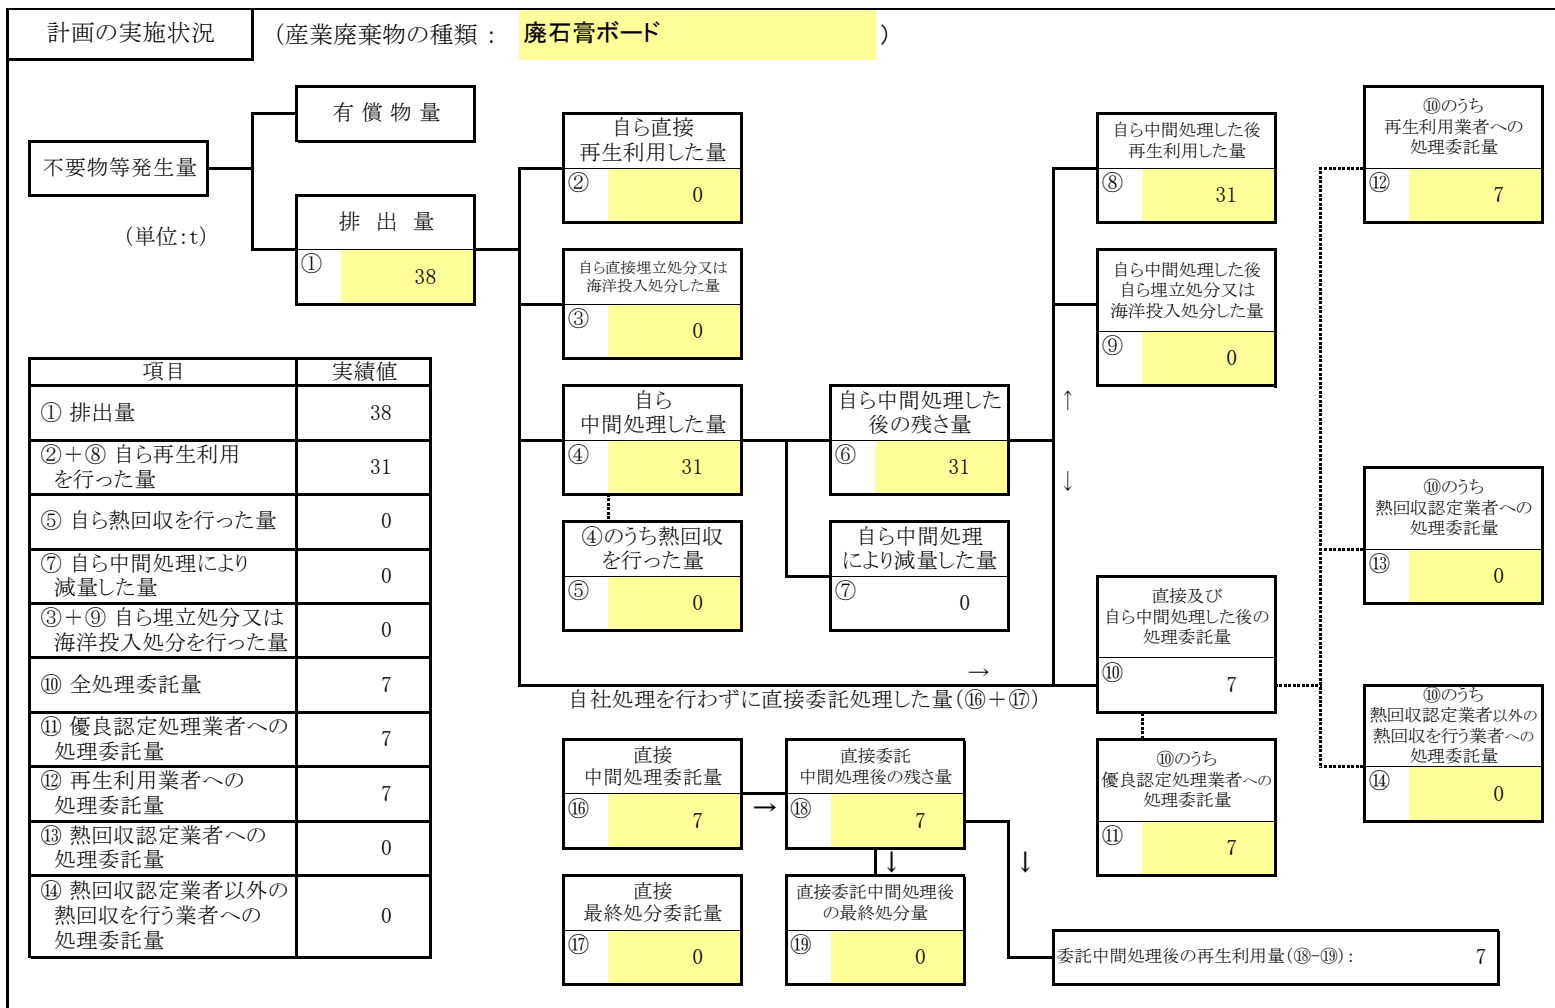 計画の実施状況
(産業廃棄物の種類： 廃石膏ボード )
有 償 物 量
不要物等発生量
(単位:t)
排 出 量
① 38
自ら直接
再生利用した量
② 0
自ら直接埋立処分又は
海洋投入処分した量
③ 0
自ら
中間処理した量
④ 31
④のうち熱回収
を行った量
⑤ 0
自ら中間処理した
後の残さ量
⑥ 31
自ら中間処理
により減量した量
⑦ 0
自ら中間処理した後
再生利用した量
⑧ 31
自ら中間処理した後
自ら埋立処分又は
海洋投入処分した量
⑨ 0
↑
↓
直接及び
自ら中間処理した後の
処理委託量
⑩ 7
⑩のうち
優良認定処理業者への
処理委託量
⑪ 7
⑩のうち
再生利用業者への
処理委託量
⑫ 7
⑩のうち
熱回収認定業者への
処理委託量
⑬ 0
⑩のうち
熱回収認定業者以外の
熱回収を行う業者への
処理委託量
⑭ 0
→
自社処理を行わずに直接委託処理した量(⑯＋⑰)
直接
中間処理委託量
⑯ 7
→
直接委託
中間処理後の残さ量
⑱ 7
↓
↓
直接
最終処分委託量
⑰ 0
直接委託中間処理後
の最終処分量
⑲ 0
委託中間処理後の再生利用量(⑱-⑲)： 7
項目 実績値
① 排出量 38
②＋⑧ 自ら再生利用
を行った量 31
⑤ 自ら熱回収を行った量 0
⑦ 自ら中間処理により
減量した量 0
③＋⑨ 自ら埋立処分又は
海洋投入処分を行った量 0
⑩ 全処理委託量 7
⑪ 優良認定処理業者への
処理委託量 7
⑫ 再生利用業者への
処理委託量 7
⑬ 熱回収認定業者への
処理委託量 0
⑭ 熱回収認定業者以外の
熱回収を行う業者への
処理委託量 0